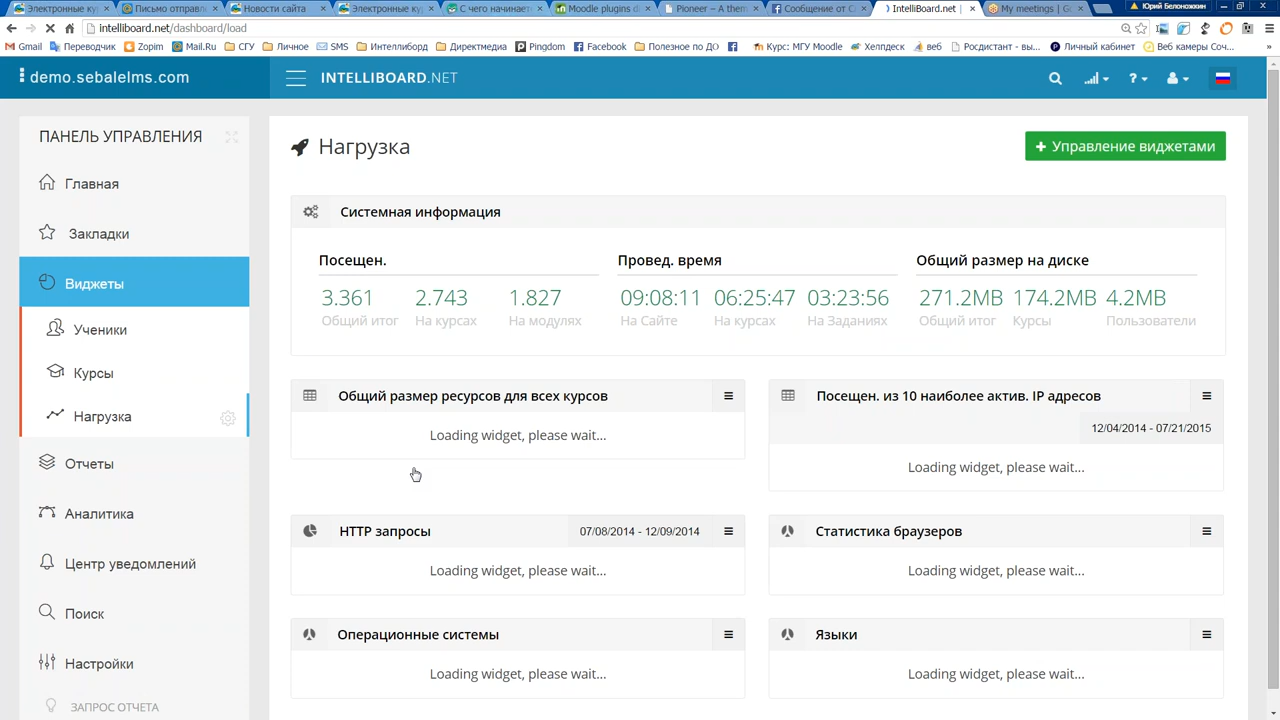 Электронные кур
Письмо отправл
Новости сайта
Электронные кур
С чего начинаетс
Moodle plugins di
Pioneer – A them
Сообщение от С
IntelliBoard.net
My meetings | Go
Юрий Белоножкин
intelliboard.net/dashboard/load
Gmail
Переводчик
Zopim
Mail.Ru
СГУ
Личное
SMS
Интеллиборд
Директмедиа
Pingdom
Facebook
Полезное по ДО
Курс: МГУ Moodle
Хелпдеск
веб
Росдистант - вы...
Личный кабинет
Веб камеры Соч...
demo.sebalelms.com
INTELLIBOARD.NET
ПАНЕЛЬ УПРАВЛЕНИЯ
Главная
Закладки
Виджеты
Ученики
Курсы
Нагрузка
Отчеты
Аналитика
Центр уведомлений
Поиск
Настройки
ЗАПРОС ОТЧЕТА
Нагрузка
+ Управление виджетами
Системная информация
Посещен.
Провед. время
Общий размер на диске
3.361 2.743 1.827
09:08:11 06:25:47 03:23:56
271.2MB 174.2MB 4.2MB
Общий итог На курсах На модулях
На Сайте На курсах На Заданиях
Общий итог Курсы Пользователи
Общий размер ресурсов для всех курсов
Loading widget, please wait...
Посещен. из 10 наиболее актив. IP адресов
12/04/2014 - 07/21/2015
Loading widget, please wait...
HTTP запросы
07/08/2014 - 12/09/2014
Loading widget, please wait...
Статистика браузеров
Loading widget, please wait...
Операционные системы
Loading widget, please wait...
Языки
Loading widget, please wait...